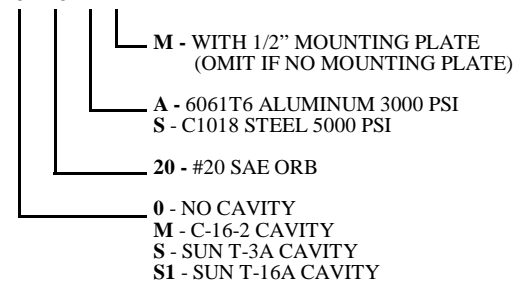 M - WITH 1/2” MOUNTING PLATE
(OMIT IF NO MOUNTING PLATE)
A - 6061T6 ALUMINUM 3000 PSI
S - C1018 STEEL 5000 PSI
20 - #20 SAE ORB
0 - NO CAVITY
M - C-16-2 CAVITY
S - SUN T-3A CAVITY
S1 - SUN T-16A CAVITY